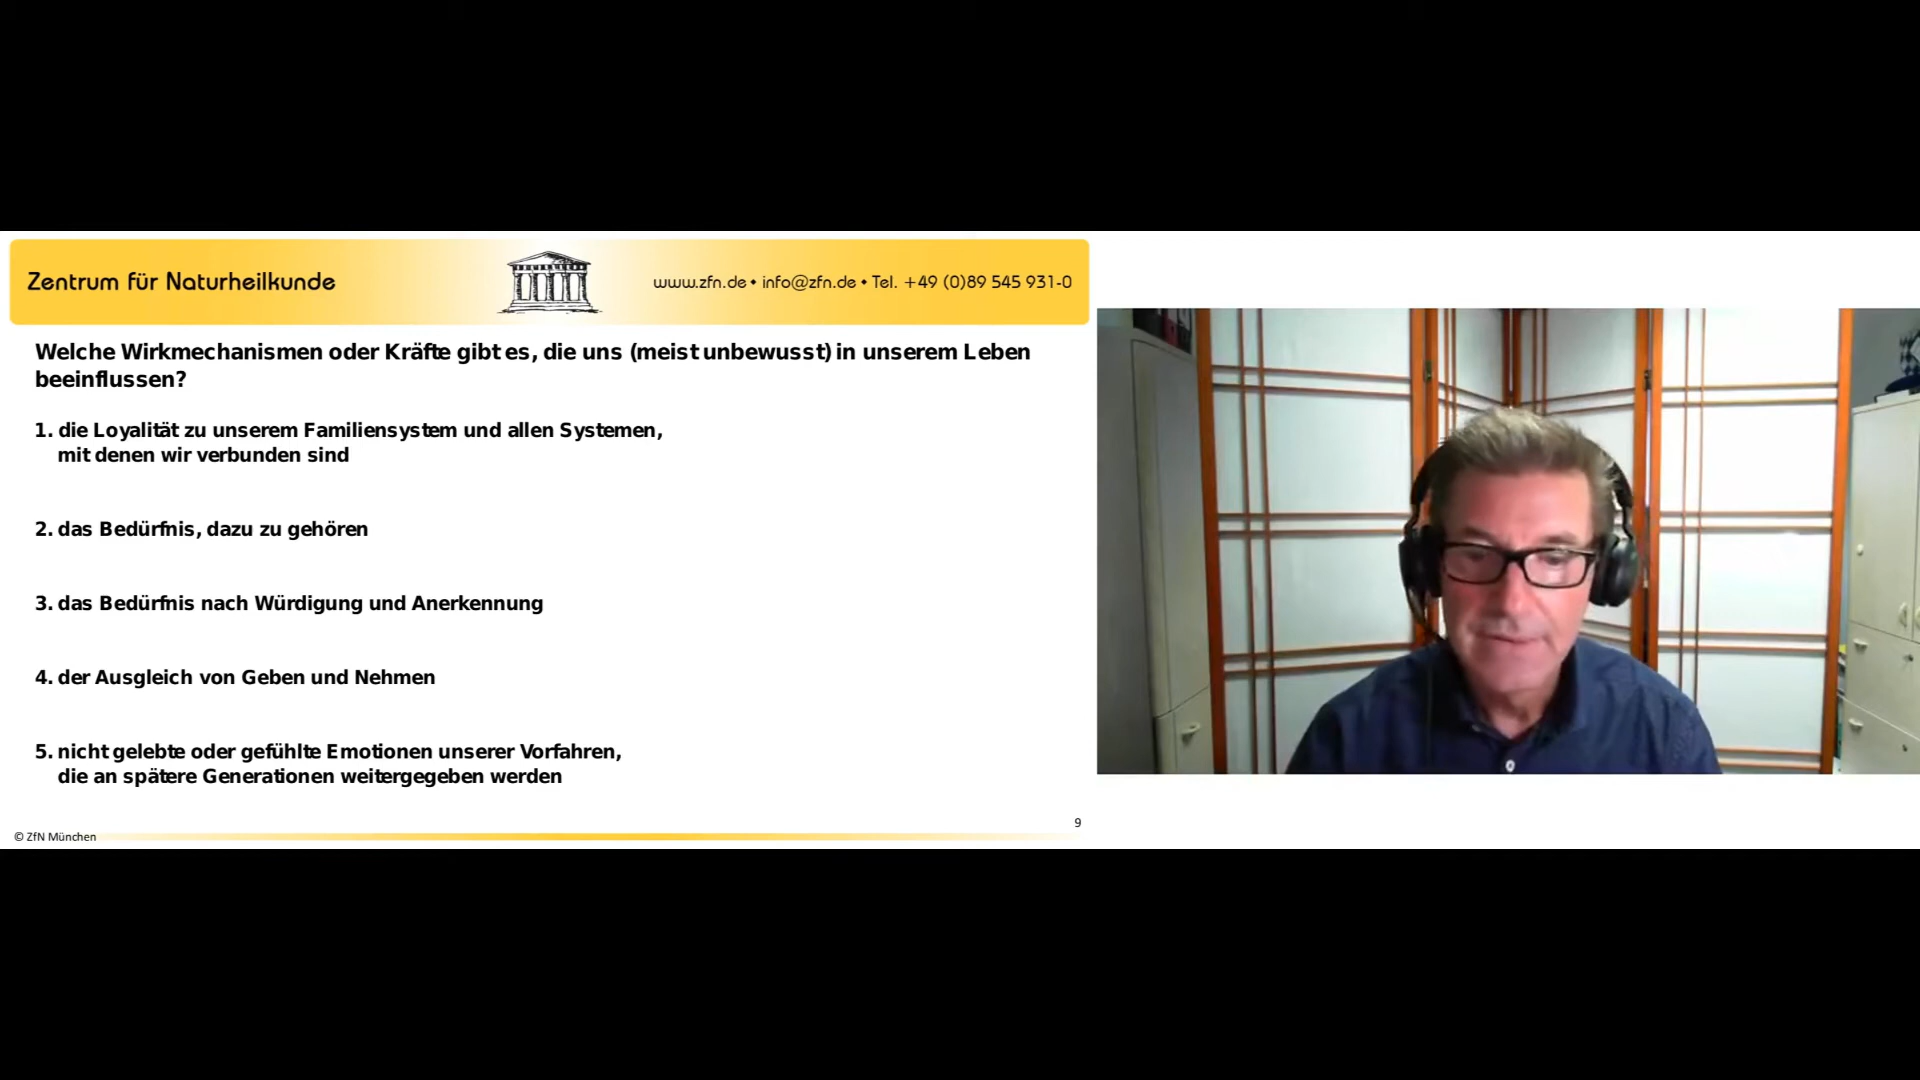 Zentrum für Naturheilkunde
www.zfn.de • info@zfn.de • Tel. +49 (0)89 545 931-0
Welche Wirkmechanismen oder Kräfte gibt es, die uns (meist unbewusst) in unserem Leben
beeinflussen?
1. die Loyalität zu unserem Familiensystem und allen Systemen,
mit denen wir verbunden sind
2. das Bedürfnis, dazu zu gehören
3. das Bedürfnis nach Würdigung und Anerkennung
4. der Ausgleich von Geben und Nehmen
5. nicht gelebte oder gefühlte Emotionen unserer Vorfahren,
die an spätere Generationen weitergegeben werden
9
© ZfN München